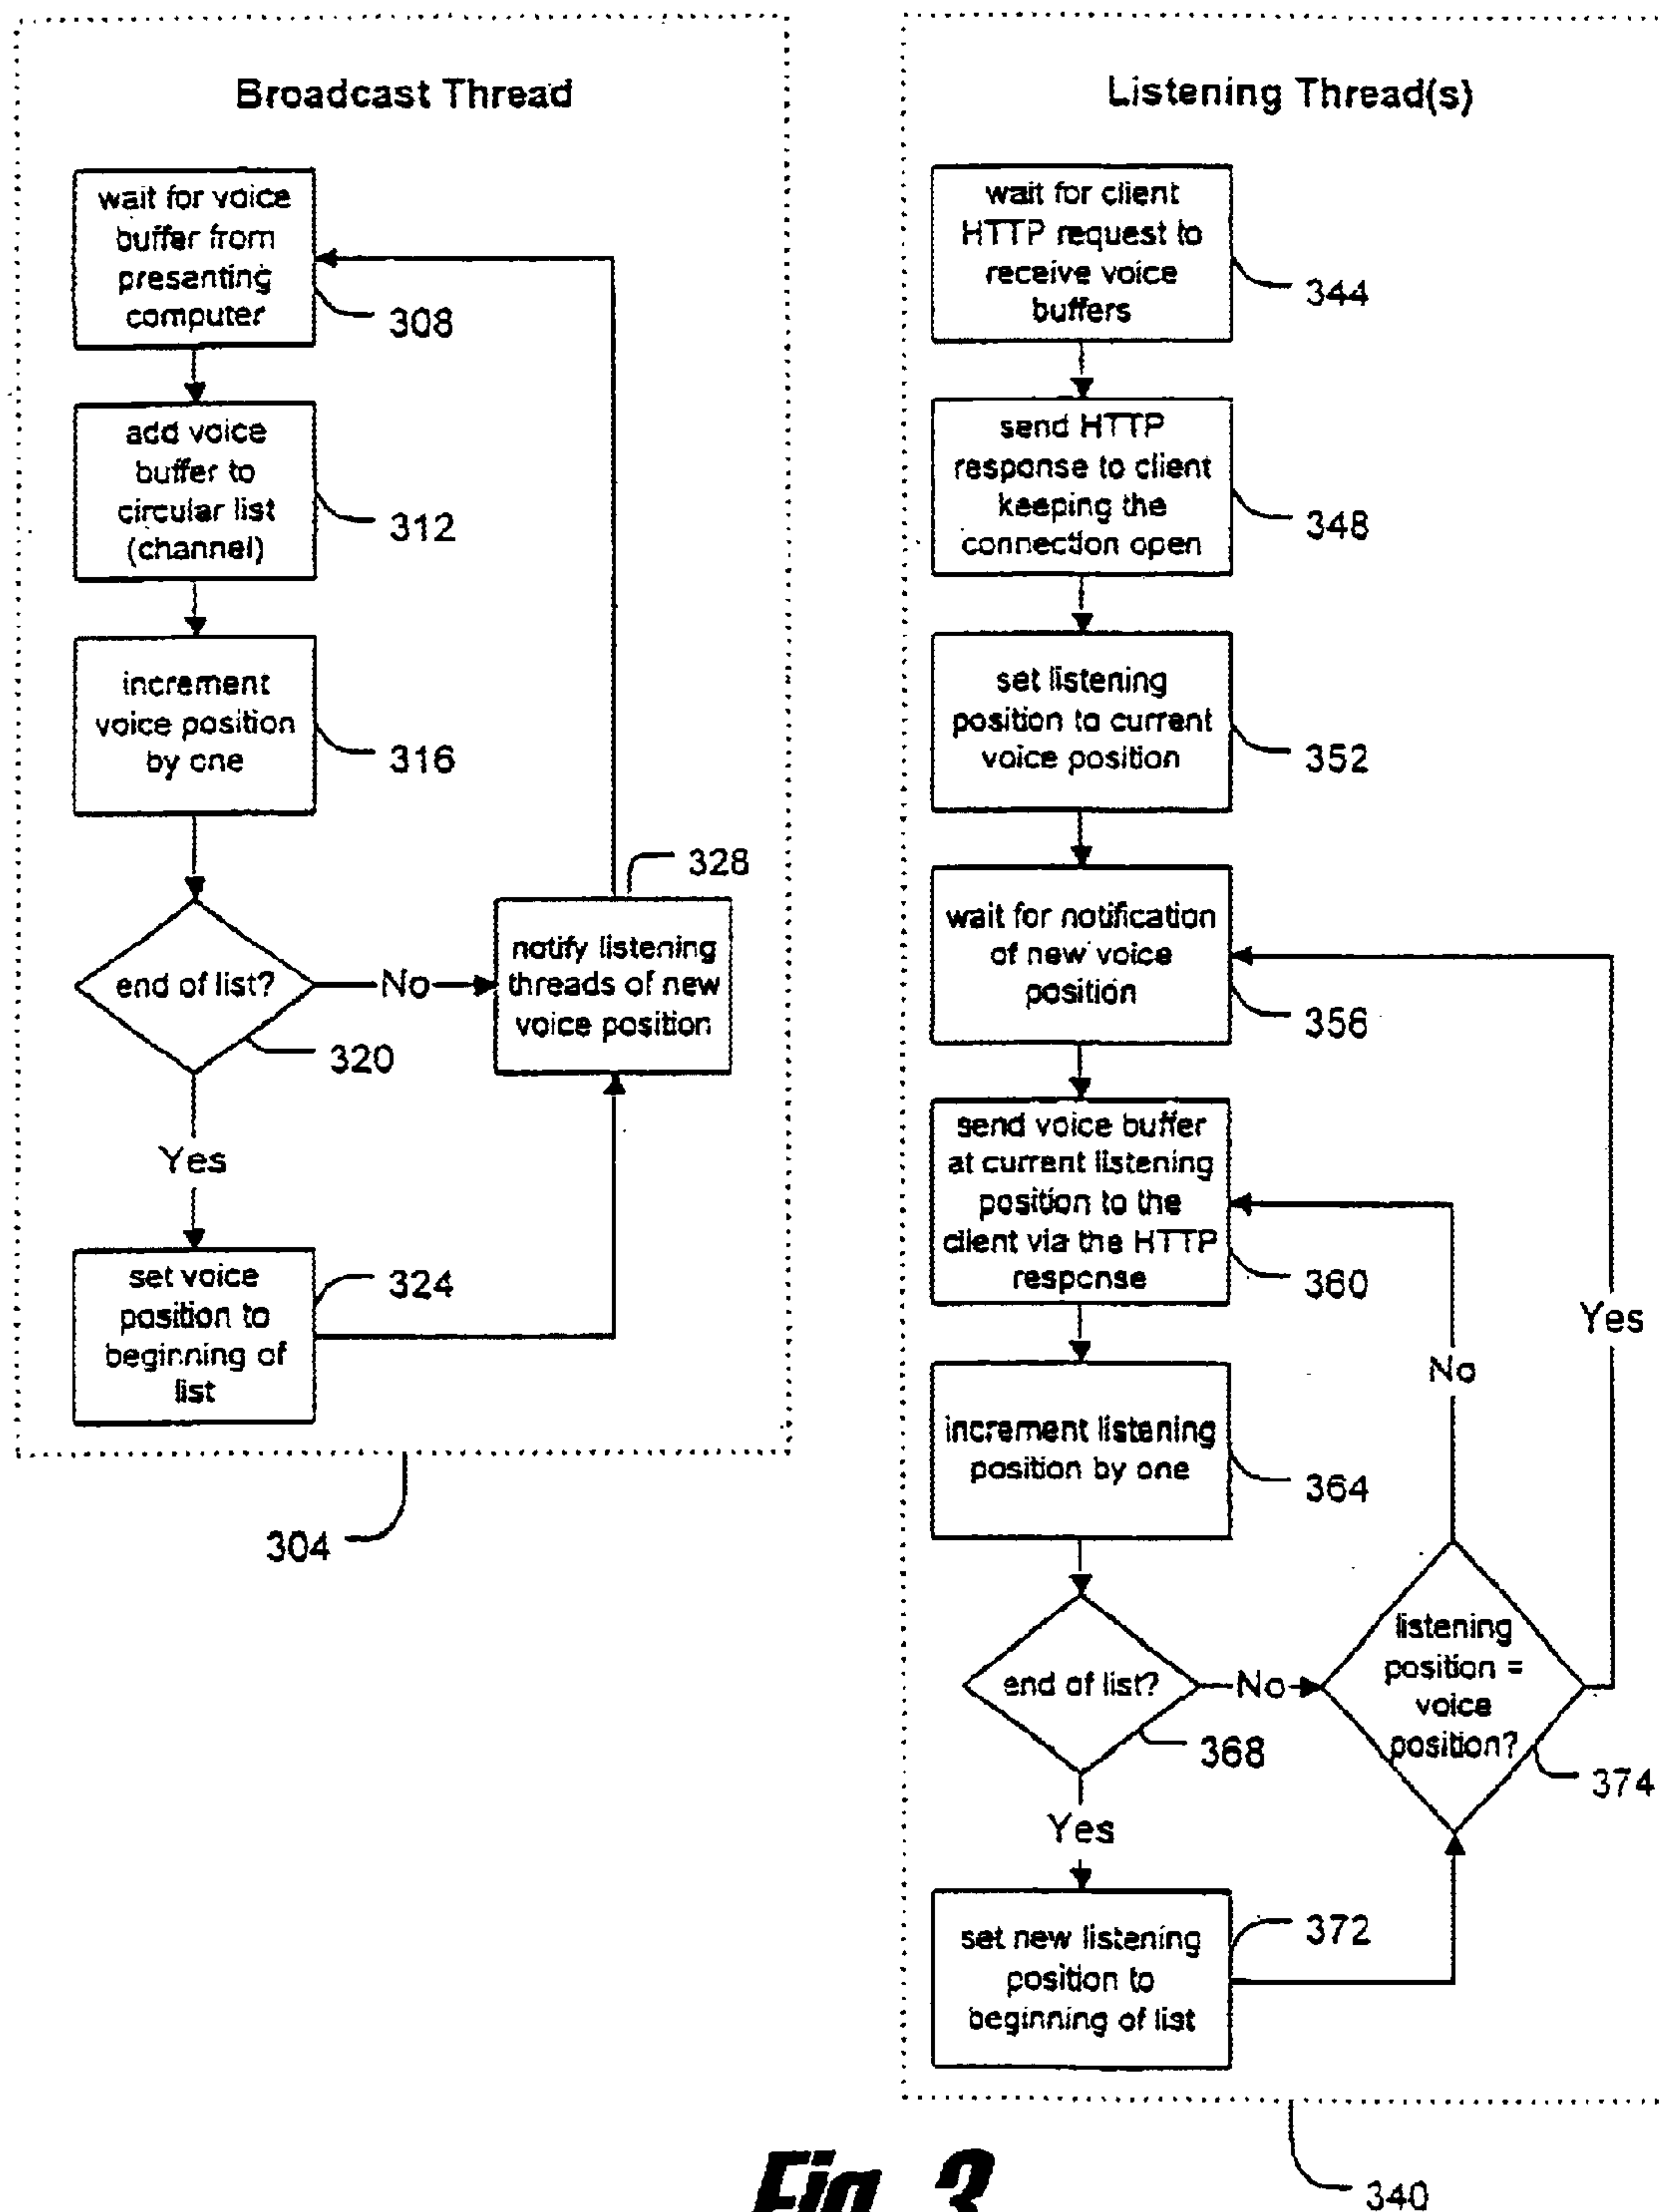 Broadcast Thread
wait for voice
buffer from
presanting
computer
308
add voice
buffer to
circular list
(channel)
312
increment
voice position
by one
316
end of list?
320
No
328
notify listening
threads of new
voice position
Yes
set voice
position to
beginning of
list
324
304
Listening Thread(s)
wait for client
HTTP request to
receive voice
buffers
344
send HTTP
response to client
keeping the
connection open
348
set listening
position to current
voice position
352
wait for notification
of new voice
position
356
send voice buffer
at current listening
position to the
client via the HTTP
response
360
increment listening
position by one
364
end of list?
368
No
listening
position =
voice
position?
374
No
Yes
Yes
set new listening
position to
beginning of list
372
340
Fig. 3